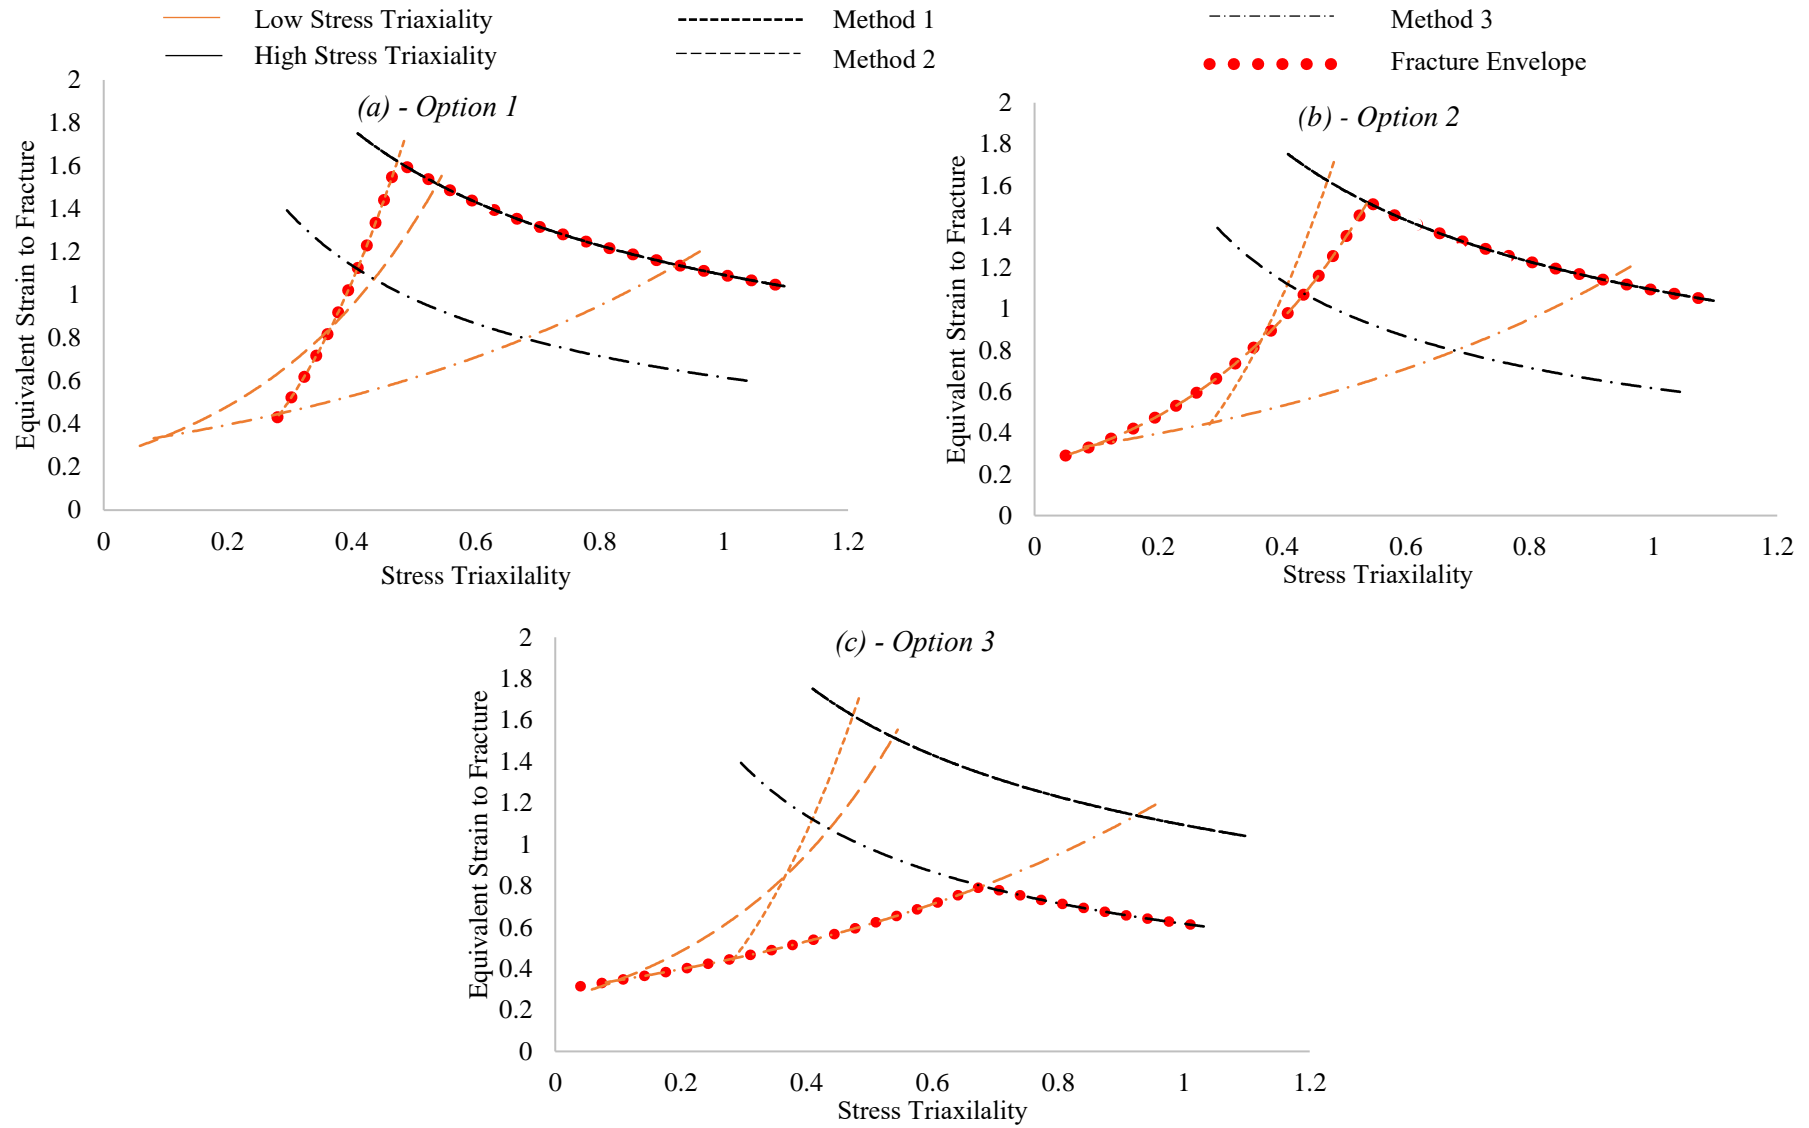 Low Stress Triaxiality
High Stress Triaxiality
Method 1
Method 2
Method 3
Fracture Envelope
(a) - Option 1
Equivalent Strain to Fracture
2
1.8
1.6
1.4
1.2
1
0.8
0.6
0.4
0.2
0
0 0.2 0.4 0.6 0.8 1 1.2
Stress Triaxilality
(b) - Option 2
Equivalent Strain to Fracture
2
1.8
1.6
1.4
1.2
1
0.8
0.6
0.4
0.2
0
0 0.2 0.4 0.6 0.8 1 1.2
Stress Triaxilality
(c) - Option 3
Equivalent Strain to Fracture
2
1.8
1.6
1.4
1.2
1
0.8
0.6
0.4
0.2
0
0 0.2 0.4 0.6 0.8 1 1.2
Stress Triaxilality